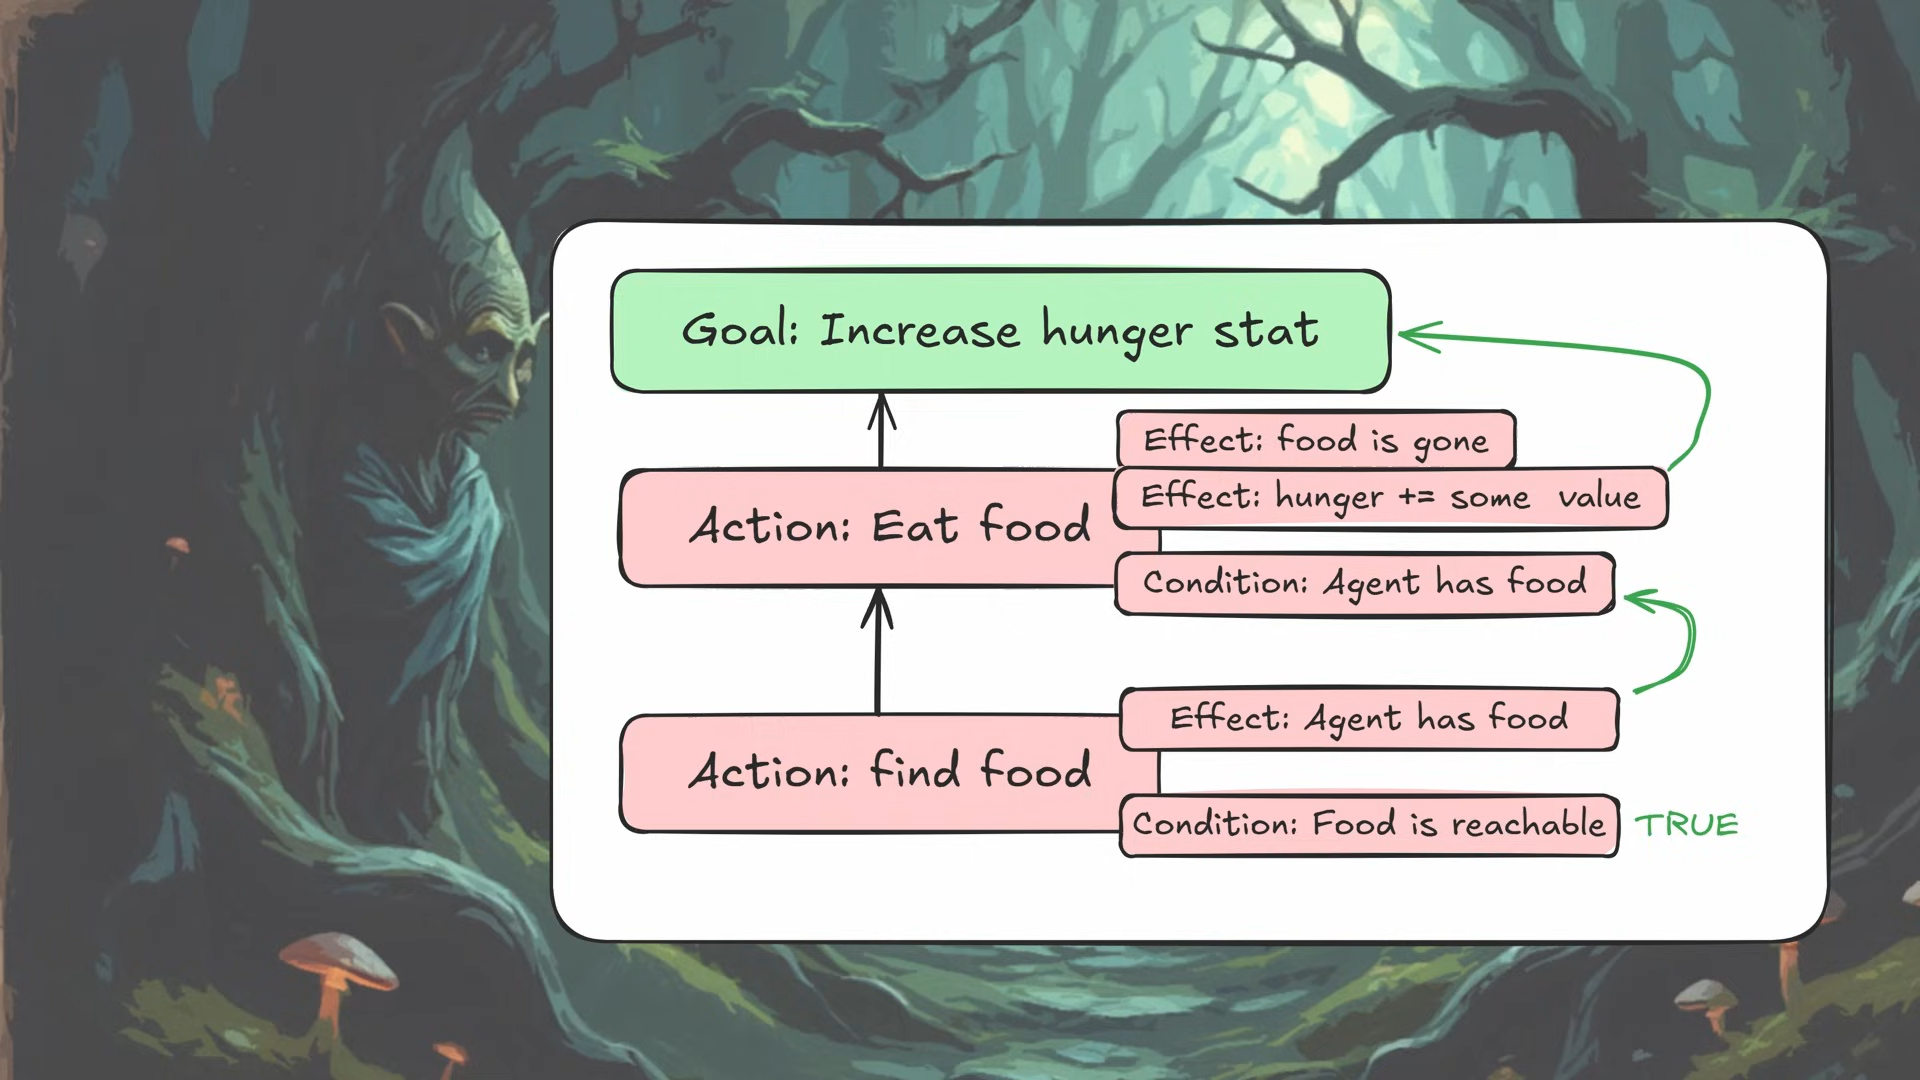 Goal: Increase hunger stat
Effect: food is gone
Effect: hunger += some value
Action: Eat food
Condition: Agent has food
Effect: Agent has food
Action: find food
Condition: Food is reachable
TRUE